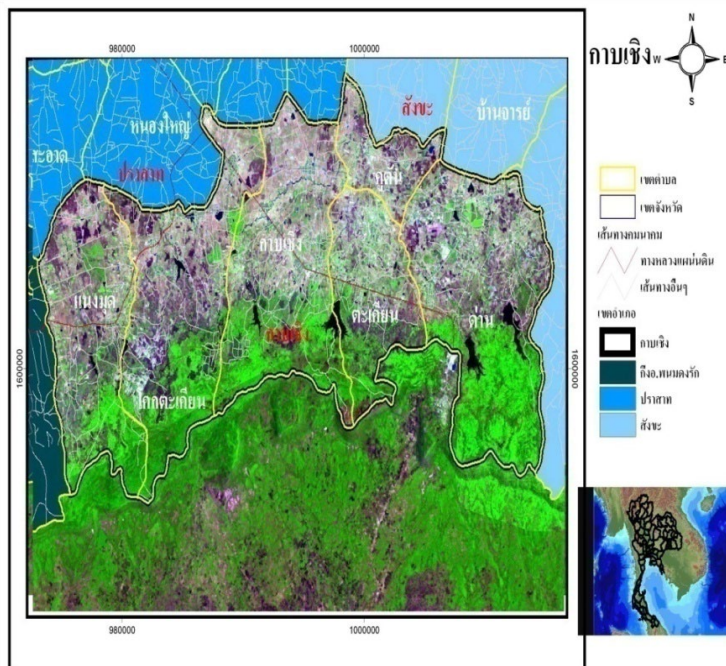 980000 1000000
กาบเชิง
N
W E
S
สังขะ
บ้านจารย์
หนองใหญ่
ระอาด
ปราสาท
คูตัน
กาบเชิง
แนงมุด
ตะเคียน
ด่าน
กาบเชิง
โคกตะเคียน
1600000
1600000
980000 1000000
เขตตำบล
เขตจังหวัด
เส้นทางคมนาคม
ทางหลวงแผ่นดิน
เส้นทางอื่นๆ
เขตอำเภอ
กาบเชิง
กิ่งอ.พนมดงรัก
ปราสาท
สังขะ